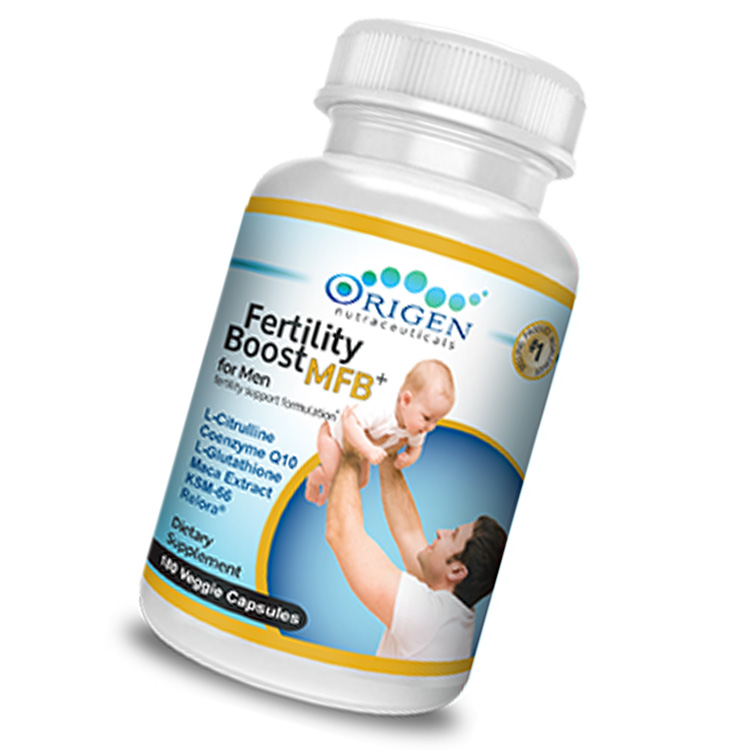 ORIGEN
nutraceuticals
#1
Fertility
Boost MFB+
for Men
fertility support formulation*
L-Citrulline
Coenzyme Q10
L-Glutathione
Maca Extract
KSM-66
Relora®
Dietary
Supplement
180 Veggie Capsules